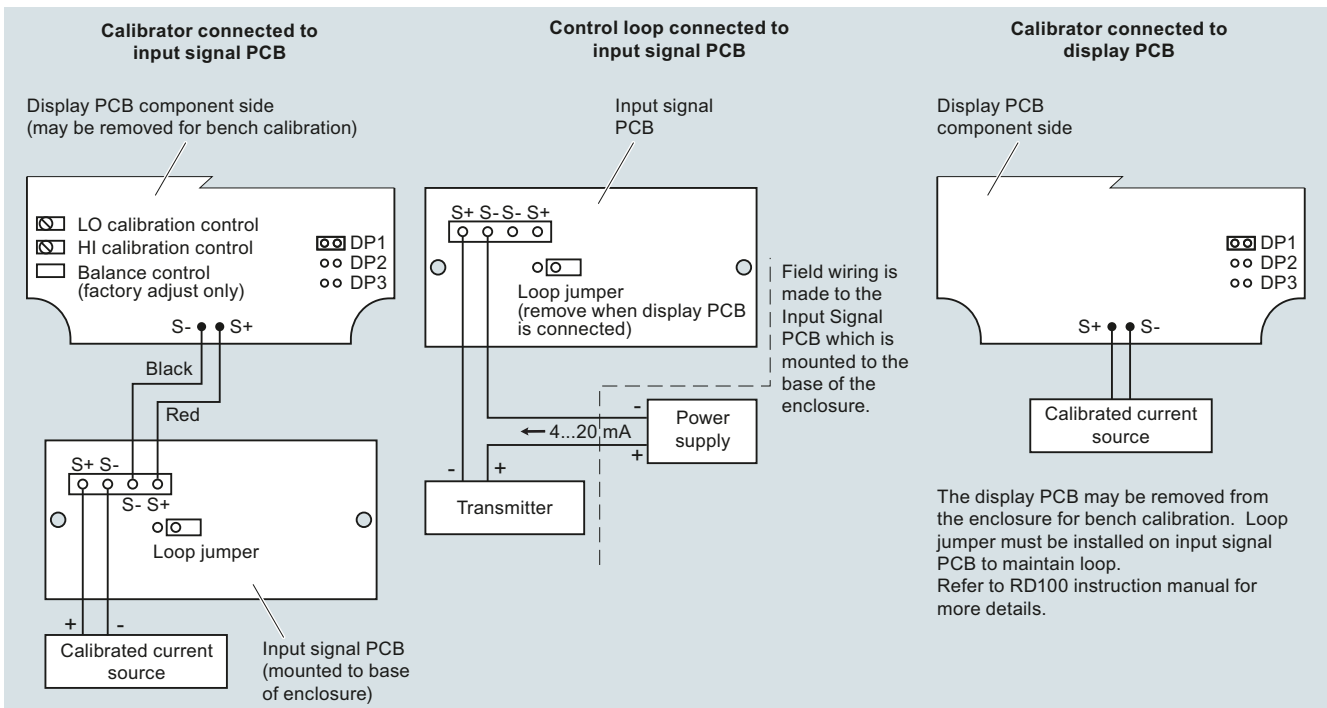 Calibrator connected to
input signal PCB
Display PCB component side
(may be removed for bench calibration)
LO calibration control
HI calibration control
Balance control
(factory adjust only)
DP1
DP2
DP3
S- S+
Black
Red
S+ S-
S- S+
Loop jumper
+ -
Calibrated current
source
Input signal PCB
(mounted to base
of enclosure)
Control loop connected to
input signal PCB
Input signal
PCB
S+ S- S- S+
Loop jumper
(remove when display PCB
is connected)
Field wiring is
made to the
Input Signal
PCB which is
mounted to the
base of the
enclosure.
-
4...20 mA
+
Power
supply
- +
Transmitter
Calibrator connected to
display PCB
Display PCB
component side
DP1
DP2
DP3
S+ S-
Calibrated current
source
The display PCB may be removed from
the enclosure for bench calibration. Loop
jumper must be installed on input signal
PCB to maintain loop.
Refer to RD100 instruction manual for
more details.